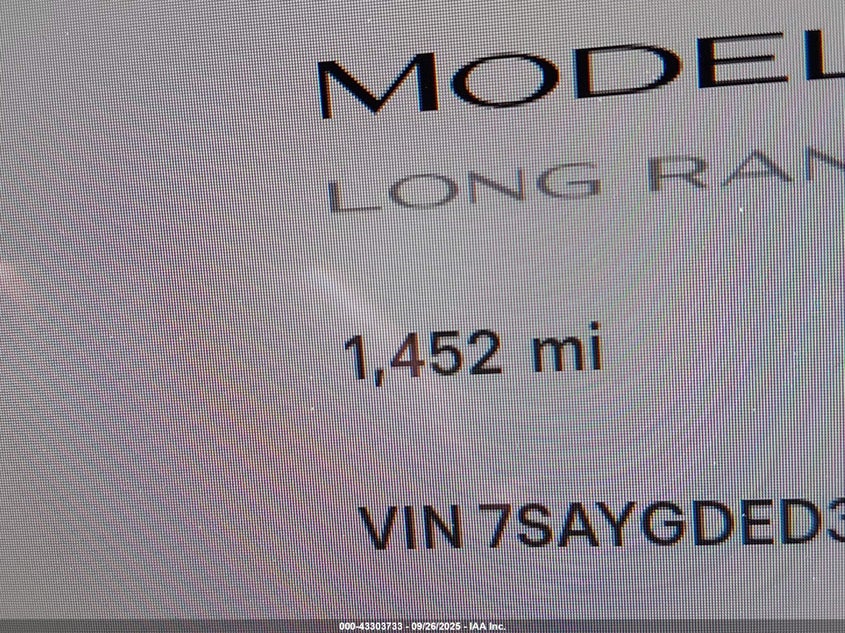 MODEL
LONG RAN
1,452 mi
VIN 7SAYGDED3
000-43303733 - 09/26/2025 - IAA Inc.